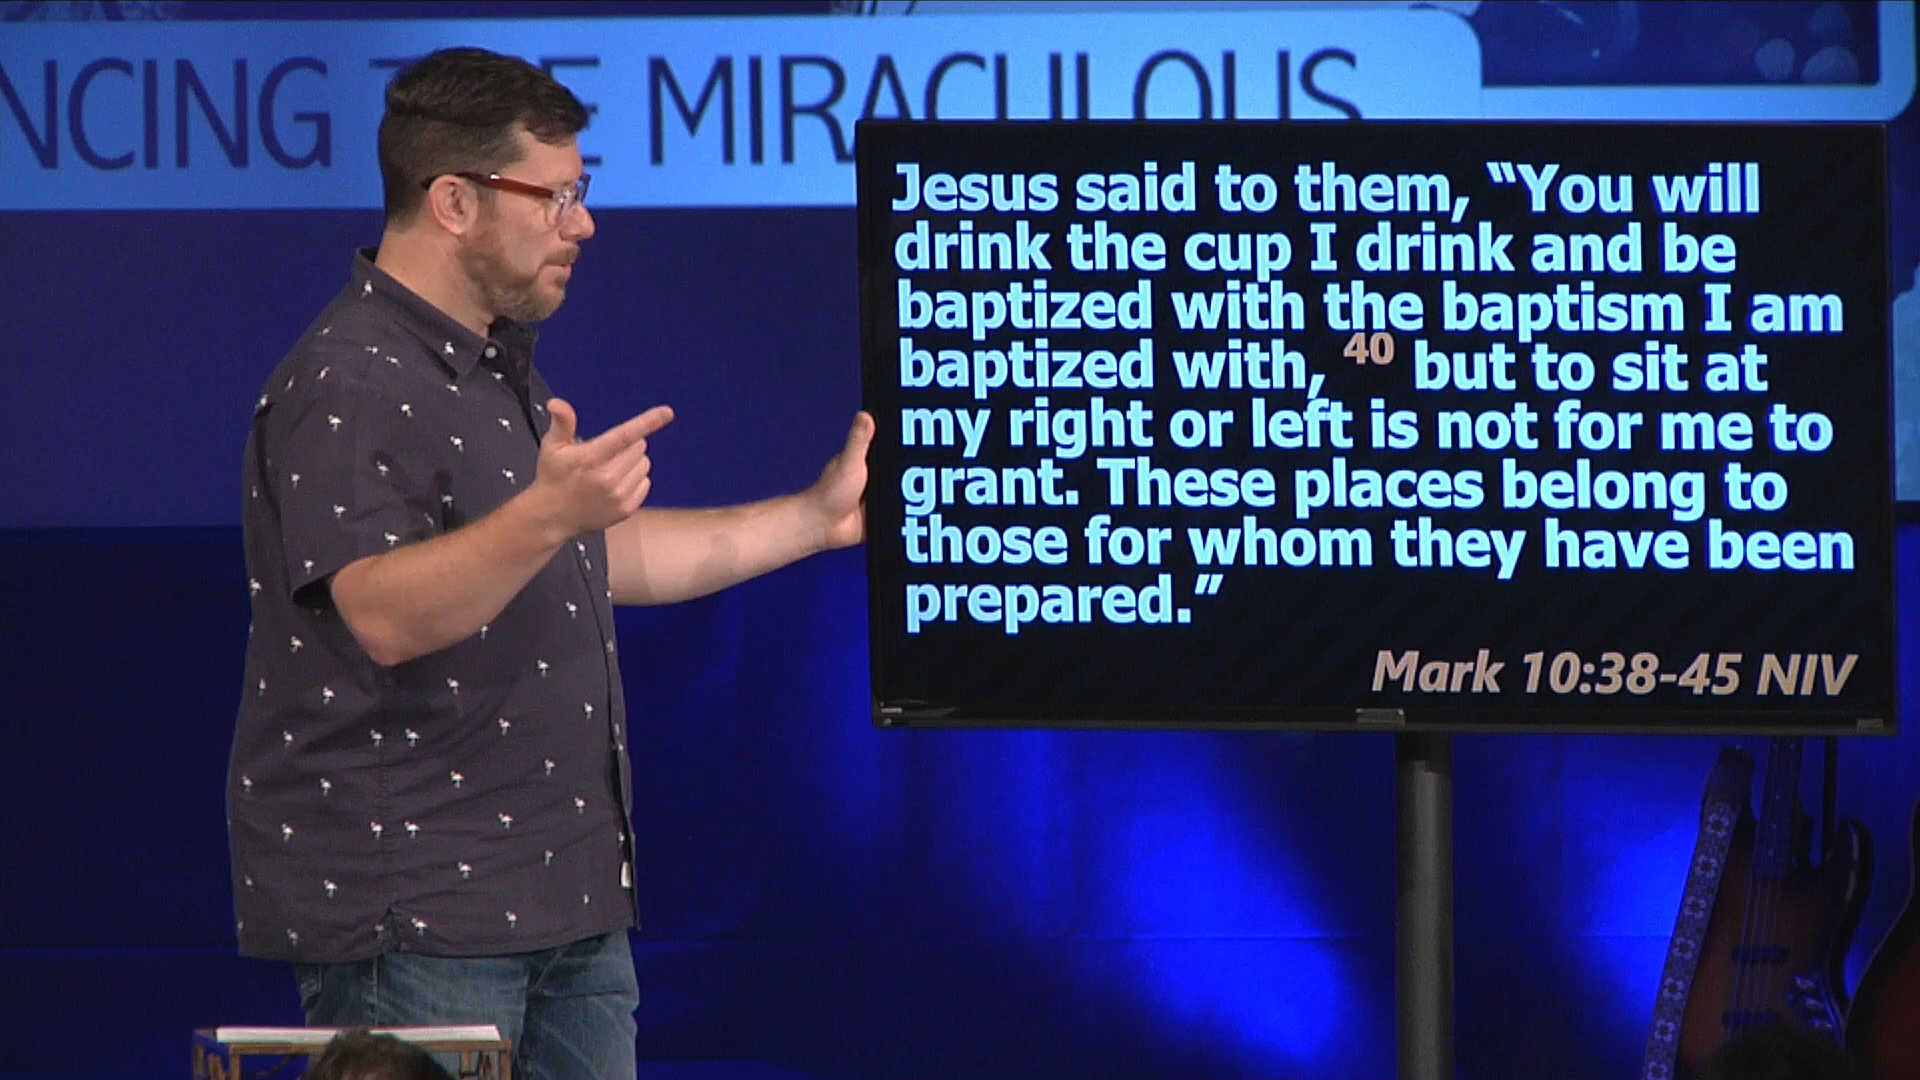 NCING THE MIRACULOUS
Jesus said to them, “You will
drink the cup I drink and be
baptized with the baptism I am
baptized with, 40 but to sit at
my right or left is not for me to
grant. These places belong to
those for whom they have been
prepared.”
Mark 10:38-45 NIV